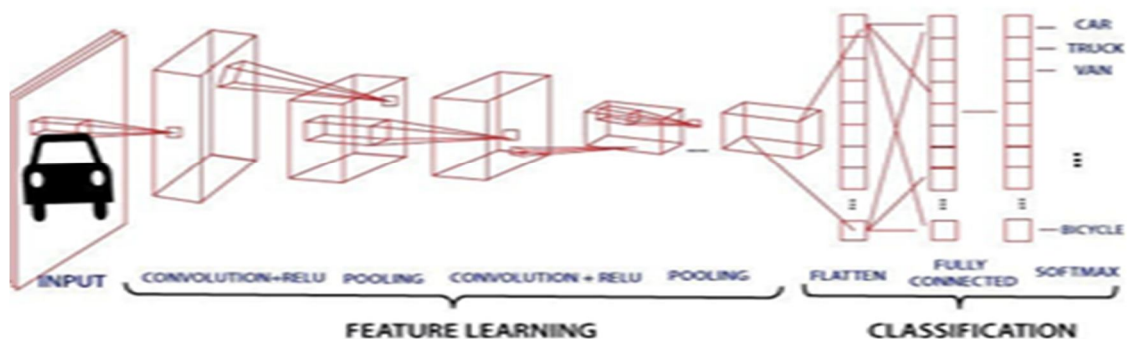 CAR
TRUCK
VAN
BICYCLE
INPUT
CONVOLUTION+RELU
POOLING
CONVOLUTION + RELU
POOLING
FLATTEN
FULLY
CONNECTED
SOFTMAX
FEATURE LEARNING
CLASSIFICATION